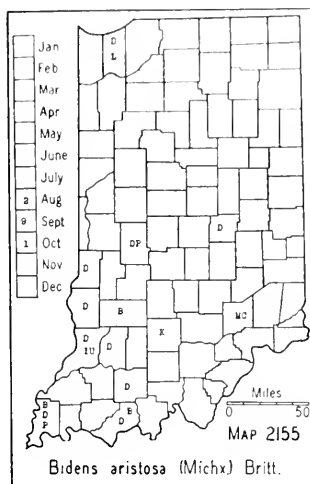 Jan
Feb
Mar
Apr
May
June
July
2 Aug
9 Sept
1 Oct
Nov
Dec
D
L
D
DP
D
D
B
MC
D
IU
D
K
B
D
P
D
B
D
Miles
0 50
MAP 2155
Bidens aristosa (Michx.) Britt.